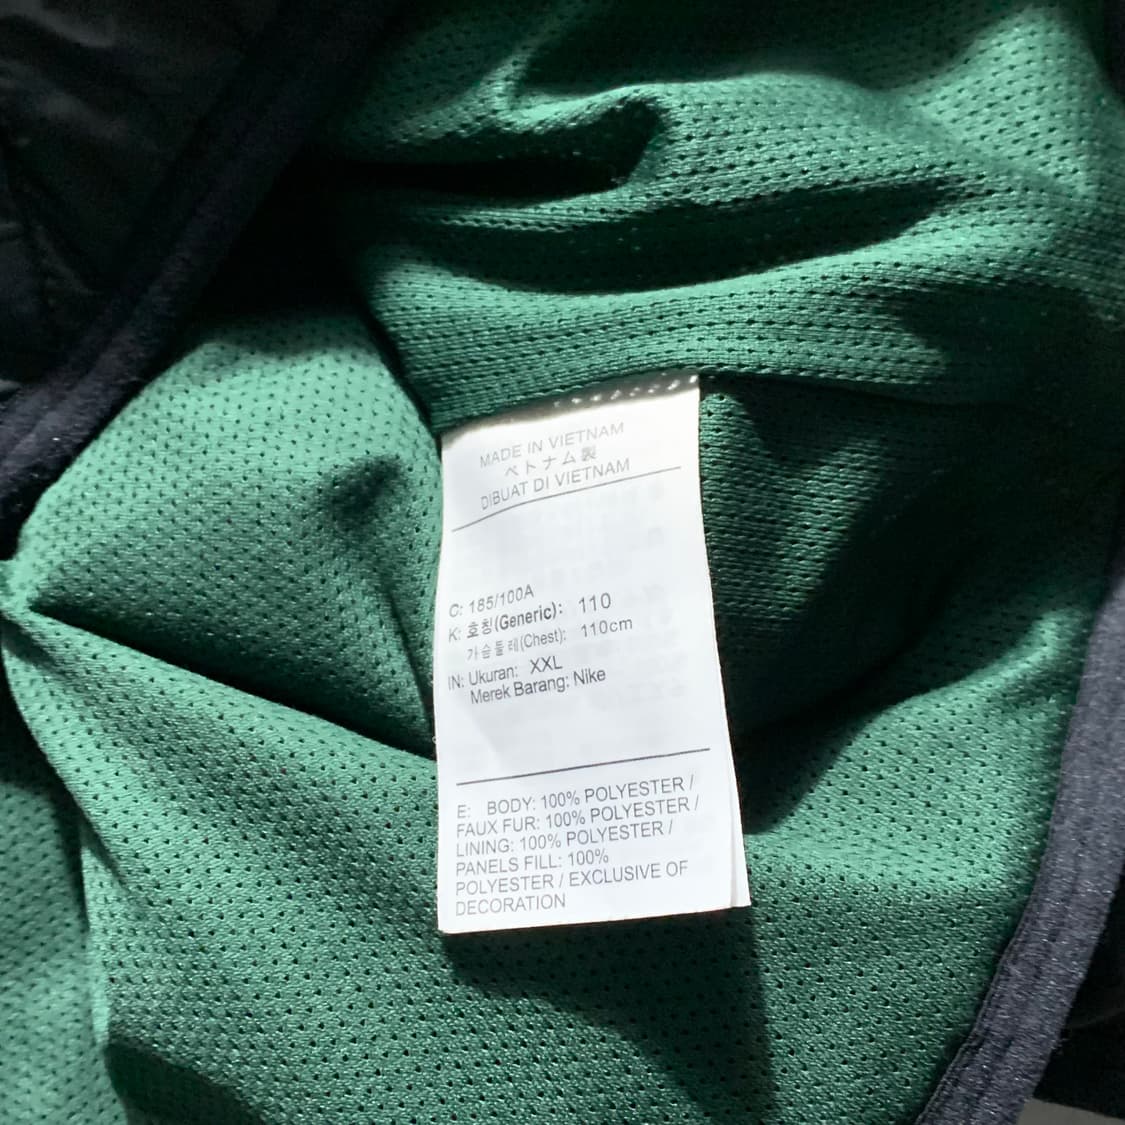 MADE IN VIETNAM
ベトナム製
DIBUAT DI VIETNAM
C: 185/100A
K: 호칭(Generic): 110
가슴둘레(Chest): 110cm
IN: Ukuran: XXL
Merek Barang: Nike
E: BODY: 100% POLYESTER /
FAUX FUR: 100% POLYESTER /
LINING: 100% POLYESTER /
PANELS FILL: 100%
POLYESTER / EXCLUSIVE OF
DECORATION